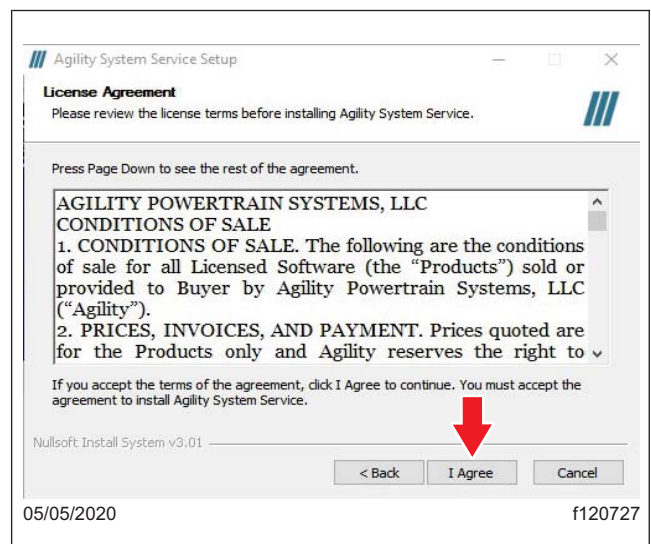 Agility System Service Setup
License Agreement
Please review the license terms before installing Agility System Service.
Press Page Down to see the rest of the agreement.
AGILITY POWERTRAIN SYSTEMS, LLC
CONDITIONS OF SALE
1. CONDITIONS OF SALE. The following are the conditions
of sale for all Licensed Software (the “Products”) sold or
provided to Buyer by Agility Powertrain Systems, LLC
(“Agility”).
2. PRICES, INVOICES, AND PAYMENT. Prices quoted are
for the Products only and Agility reserves the right to
If you accept the terms of the agreement, click I Agree to continue. You must accept the
agreement to install Agility System Service.
Nullsoft Install System v3.01
< Back I Agree Cancel
05/05/2020 f120727